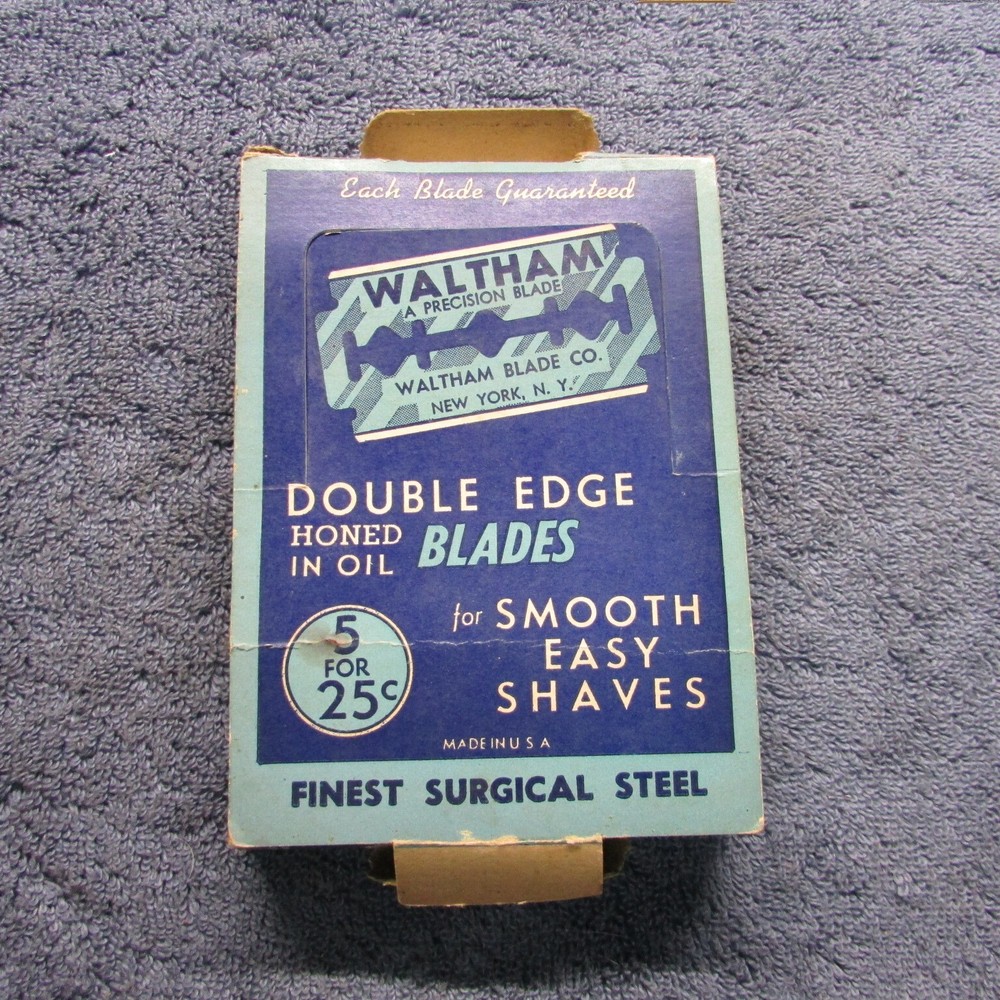 Each Blade Guaranteed
WALTHAM
A PRECISION BLADE
WALTHAM BLADE CO.
NEW YORK, N. Y.
DOUBLE EDGE
HONED
IN OIL
BLADES
for SMOOTH
EASY
SHAVES
5
FOR
25c
MADE IN U S A
FINEST SURGICAL STEEL